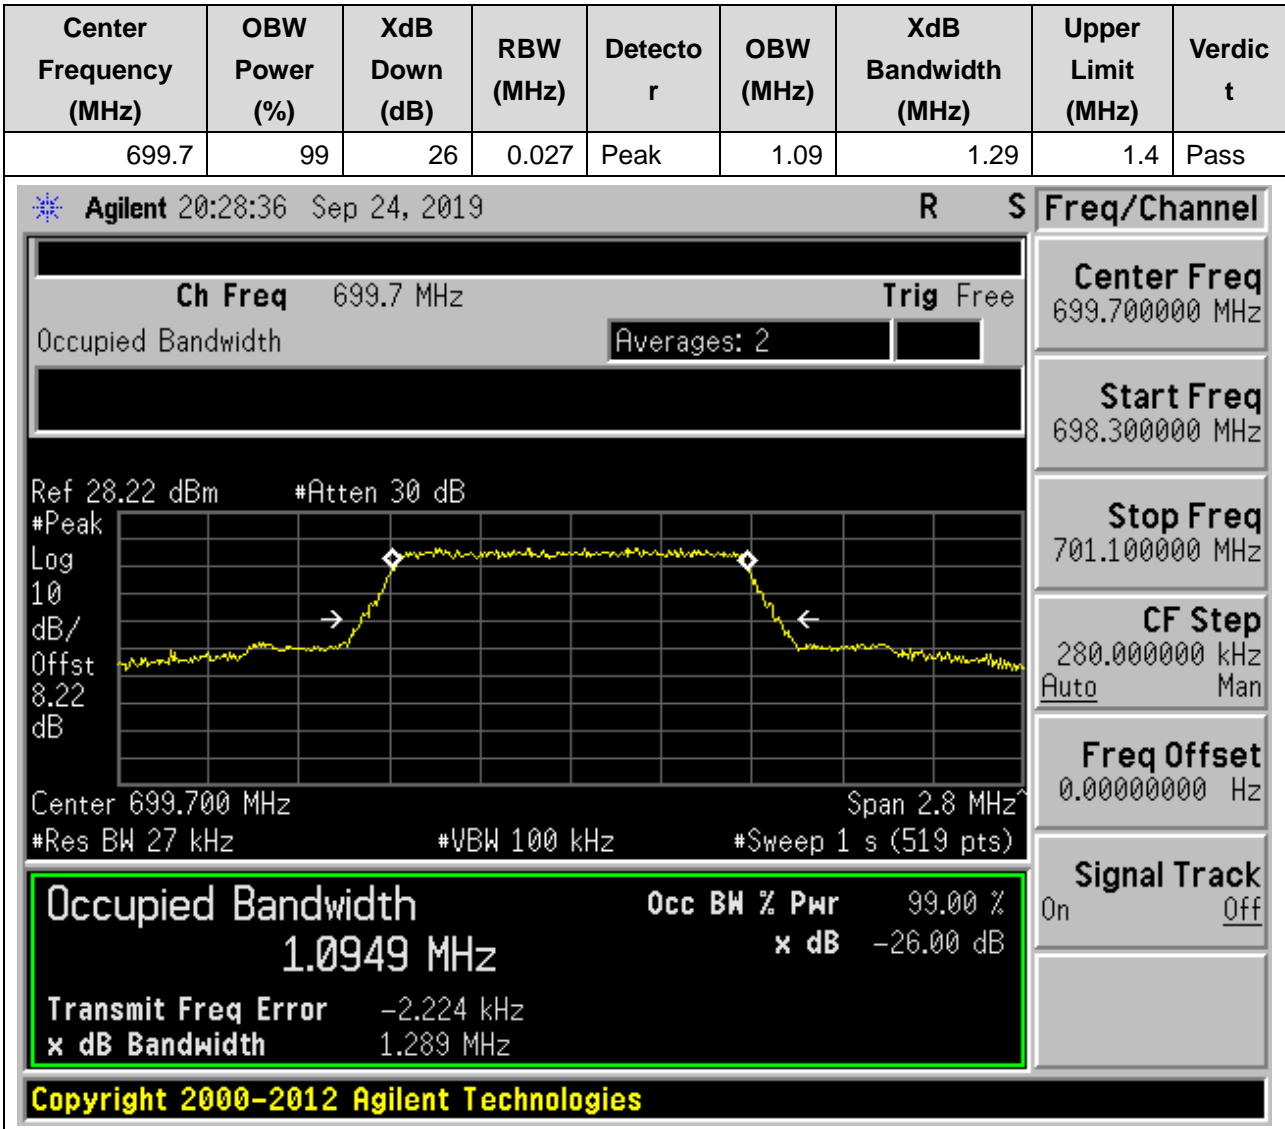 Center Frequency (MHz) OBW Power (%) XdB Down (dB) RBW (MHz) Detecto r OBW (MHz) XdB Bandwidth (MHz) Upper Limit (MHz) Verdic t
699.7 99 26 0.027 Peak 1.09 1.29 1.4 Pass
Agilent 20:28:36 Sep 24, 2019 R S
Ch Freq 699.7 MHz Trig Free
Occupied Bandwidth Averages: 2
Ref 28.22 dBm #Atten 30 dB
#Peak
Log
10
dB/
Offst
8.22
dB
Center 699.700 MHz Span 2.8 MHz^
#Res BW 27 kHz #VBW 100 kHz #Sweep 1 s (519 pts)
Occupied Bandwidth Occ BW % Pwr 99.00 %
1.0949 MHz x dB -26.00 dB
Transmit Freq Error -2.224 kHz
x dB Bandwidth 1.289 MHz
Copyright 2000-2012 Agilent Technologies
Freq/Channel
Center Freq
699.700000 MHz
Start Freq
698.300000 MHz
Stop Freq
701.100000 MHz
CF Step
280.000000 kHz
Auto Man
Freq Offset
0.00000000 Hz
Signal Track
On Off